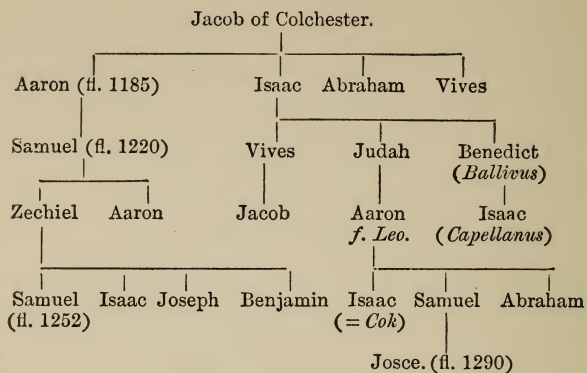 Jacob of Colchester.
Aaron (fl. 1185) Isaac Abraham Vives
Samuel (fl. 1220) Vives Judah Benedict
(Ballivus)
Zechiel Aaron Jacob Aaron Isaac
f. Leo. (Capellanus)
Samuel Isaac Joseph Benjamin Isaac Samuel Abraham
(fl. 1252) (= Cok)
Josce. (fl. 1290)